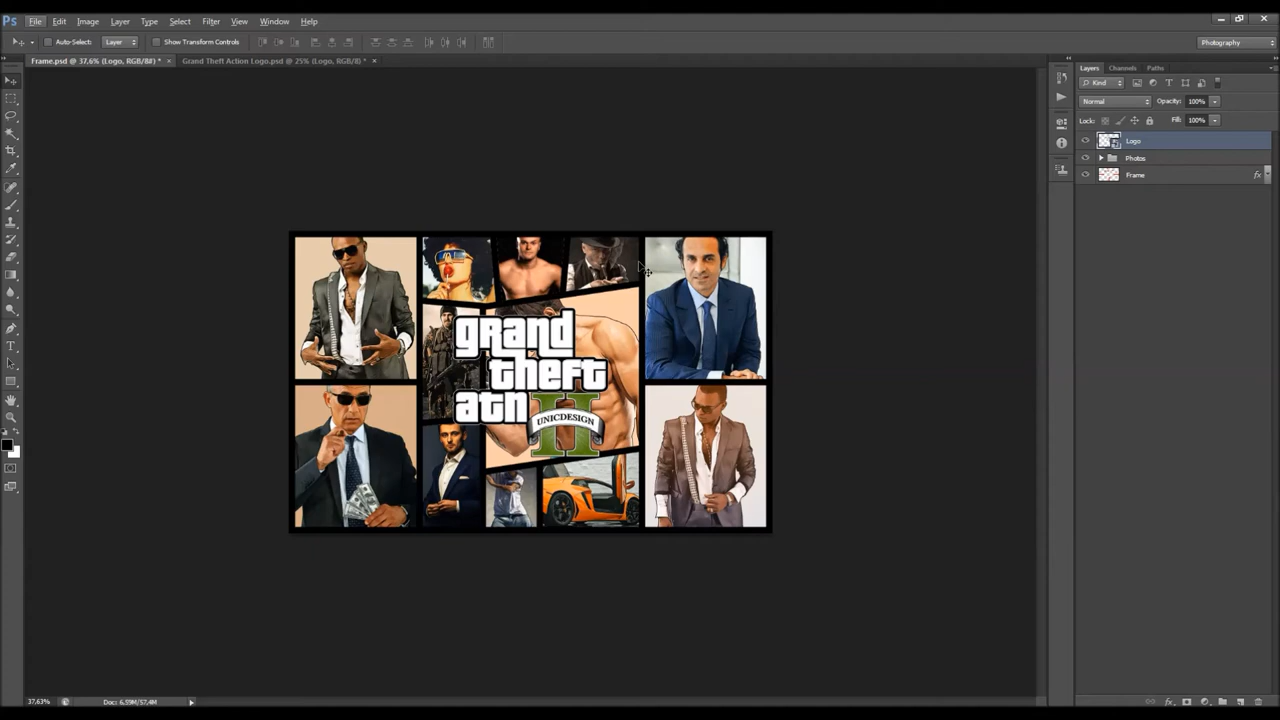 Ps File Edit Image Layer Type Select Filter View Window Help
Auto-Select: Layer Show Transform Controls Photography
Frame.psd @ 37,6% (Logo, RGB/8#) * × Grand Theft Action Logo.psd @ 25% (Logo, RGB/8) * ×
Layers Channels Paths
Kind
Normal Opacity: 100%
Lock: Fill: 100%
Logo
Photos
Frame fx
grand
theft
atn
II
UNICDESIGN
37,63% Doc: 6,59M/57,4M